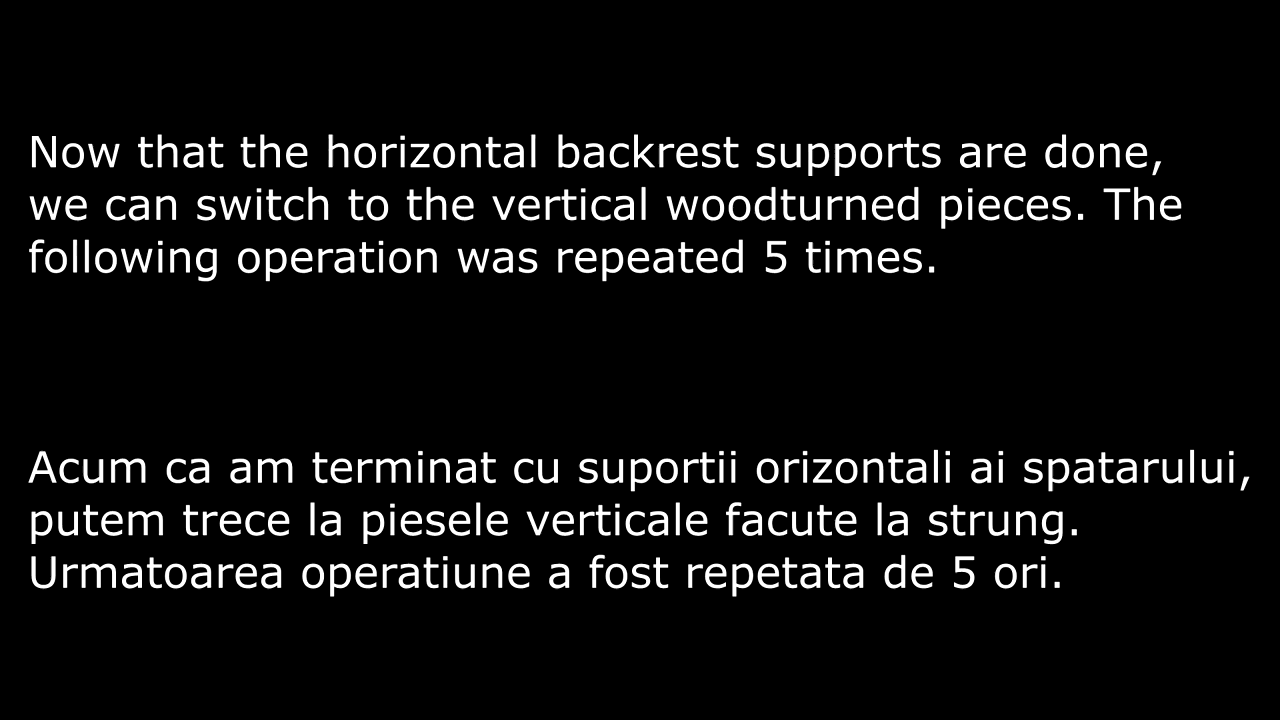 Now that the horizontal backrest supports are done,
we can switch to the vertical woodturned pieces. The
following operation was repeated 5 times.
Acum ca am terminat cu suportii orizontali ai spatarului,
putem trece la piesele verticale facute la strung.
Urmatoarea operatiune a fost repetata de 5 ori.